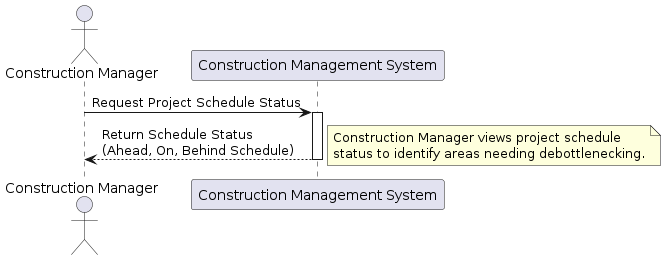 Construction Manager
Construction Management System
Request Project Schedule Status
Return Schedule Status
(Ahead, On, Behind Schedule)
Construction Manager views project schedule
status to identify areas needing debottlenecking.
Construction Manager
Construction Management System